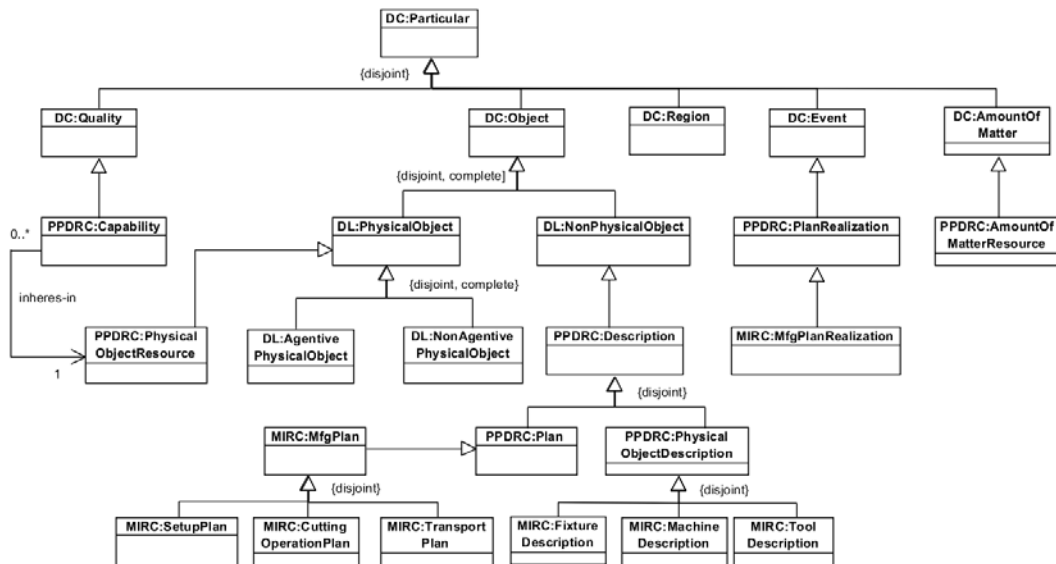 DC:Particular
{disjoint}
DC:Quality
DC:Object
DC:Region
DC:Event
DC:AmountOf
Matter
{disjoint, complete]
0..*
PPDRC:Capability
DL:PhysicalObject
DL:NonPhysicalObject
PPDRC:PlanRealization
PPDRC:AmountOf
MatterResource
{disjoint, complete}
inheres-in
PPDRC:Physical
ObjectResource
1
DL:Agentive
PhysicalObject
DL:NonAgentive
PhysicalObject
PPDRC:Description
MIRC:MfgPlanRealization
{disjoint}
MIRC:MfgPlan
PPDRC:Plan
PPDRC:Physical
ObjectDescription
{disjoint}
{disjoint}
MIRC:SetupPlan
MIRC:Cutting
OperationPlan
MIRC:Transport
Plan
MIRC:Fixture
Description
MIRC:Machine
Description
MIRC:Tool
Description